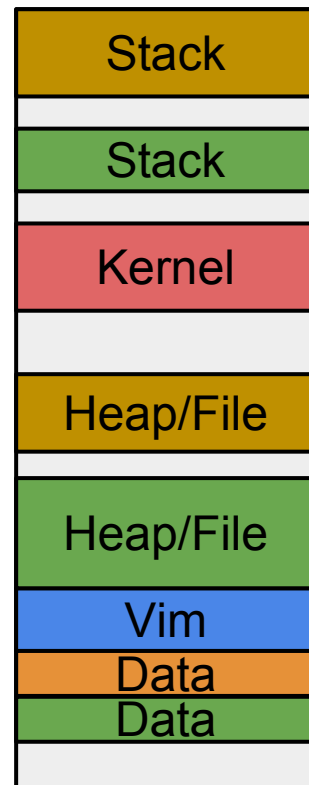 Stack
Stack
Kernel
Heap/File
Heap/File
Vim
Data
Data